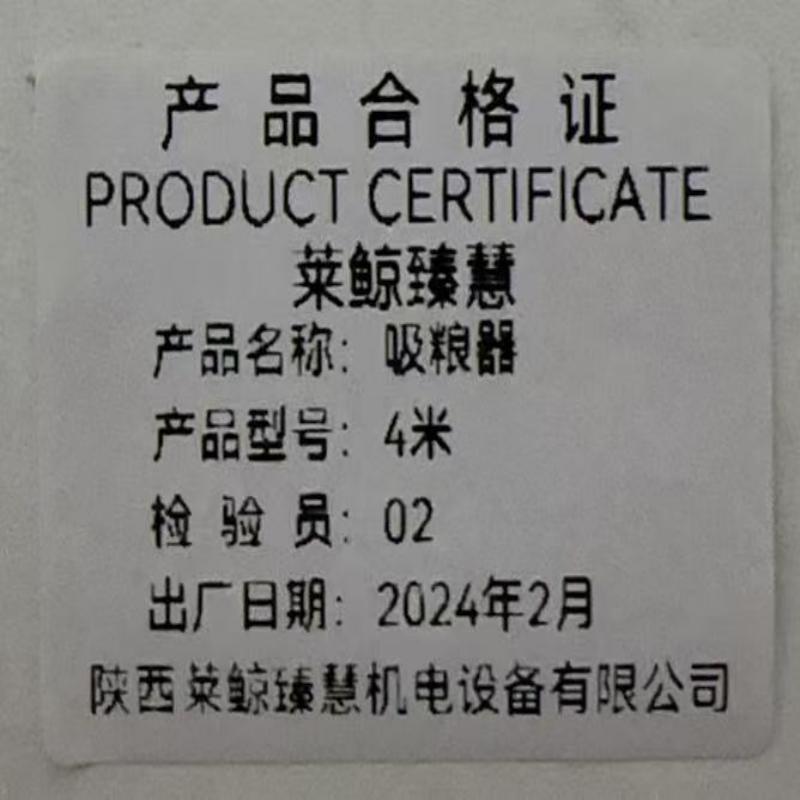 产品合格证
PRODUCT CERTIFICATE
莱鲸臻慧
产品名称：吸粮器
产品型号：4米
检验员：02
出厂日期：2024年2月
陕西莱鲸臻慧机电设备有限公司